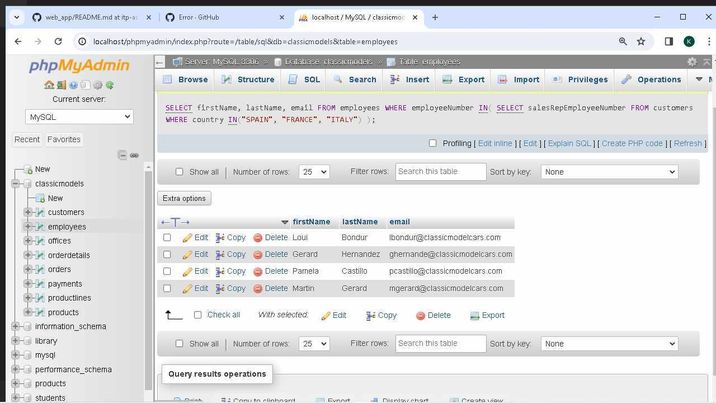 web_app/README.md at itp-as
Error · GitHub
localhost / MySQL / classicmode
localhost/phpmyadmin/index.php?route=/table/sql&db=classicmodels&table=employees
K
phpMyAdmin
Current server:
MySQL
Recent Favorites
New
classicmodels
New
customers
employees
offices
orderdetails
orders
payments
productlines
products
information_schema
library
mysql
performance_schema
products
students
Server: MySQL:3306 » Database: classicmodels » Table: employees
Browse Structure SQL Search Insert Export Import Privileges Operations
SELECT firstName, lastName, email FROM employees WHERE employeeNumber IN( SELECT salesRepEmployeeNumber FROM customers
WHERE country IN("SPAIN", "FRANCE", "ITALY") );
Profiling [ Edit inline ] [ Edit ] [ Explain SQL ] [ Create PHP code ] [ Refresh ]
Show all Number of rows: 25 Filter rows: Search this table Sort by key: None
Extra options
firstName lastName email
Edit Copy Delete Loui Bondur lbondur@classicmodelcars.com
Edit Copy Delete Gerard Hernandez ghernande@classicmodelcars.com
Edit Copy Delete Pamela Castillo pcastillo@classicmodelcars.com
Edit Copy Delete Martin Gerard mgerard@classicmodelcars.com
Check all With selected: Edit Copy Delete Export
Show all Number of rows: 25 Filter rows: Search this table Sort by key: None
Query results operations
Print Copy to clipboard Export Display chart Create view